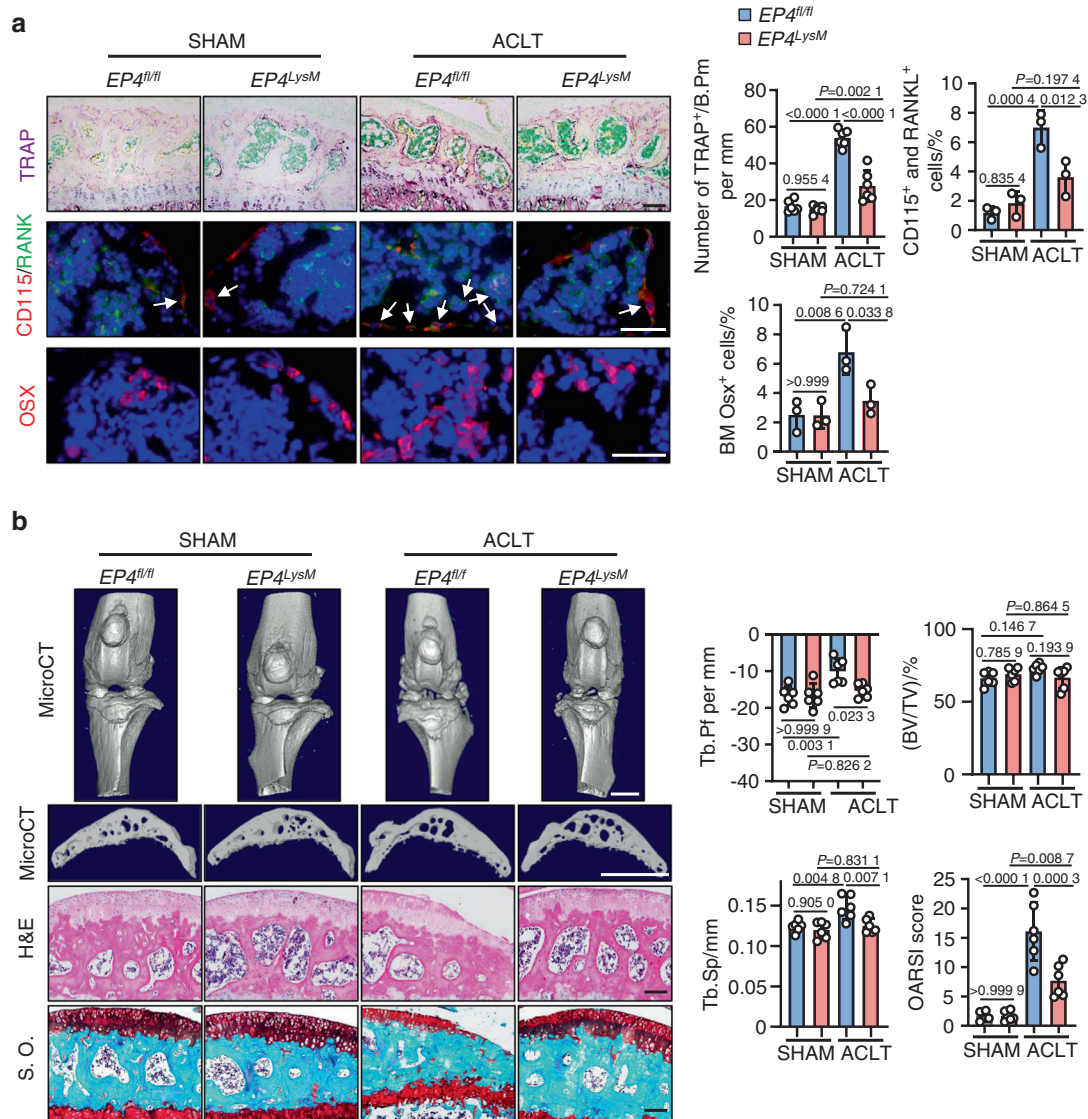 a
SHAM
ACLT
EP4fl/fl
EP4LysM
EP4fl/fl
EP4LysM
TRAP
CD115/RANK
OSX
EP4fl/fl
EP4LysM
Number of TRAP+/B.Pm
per mm
80
60
40
20
0
P=0.002 1
<0.000 1
<0.000 1
0.955 4
SHAM ACLT
CD115+ and RANKL+
cells/%
10
8
6
4
2
0
P=0.197 4
0.000 4
0.012 3
0.835 4
SHAM ACLT
BM Osx+ cells/%
10
8
6
4
2
0
P=0.724 1
0.008 6
0.033 8
>0.999
SHAM ACLT
b
SHAM
ACLT
EP4fl/fl
EP4LysM
EP4fl/f
EP4LysM
MicroCT
MicroCT
H&E
S. O.
Tb.Pf per mm
0
-10
-20
-30
-40
0.023 3
>0.999 9
0.003 1
P=0.826 2
SHAM ACLT
(BV/TV)/%
100
50
0
P=0.864 5
0.146 7
0.785 9
0.193 9
SHAM ACLT
Tb.Sp/mm
0.15
0.10
0.05
0
P=0.831 1
0.004 8
0.007 1
0.905 0
SHAM ACLT
OARSI score
25
20
15
10
5
0
P=0.008 7
<0.000 1
0.000 3
>0.999 9
SHAM ACLT